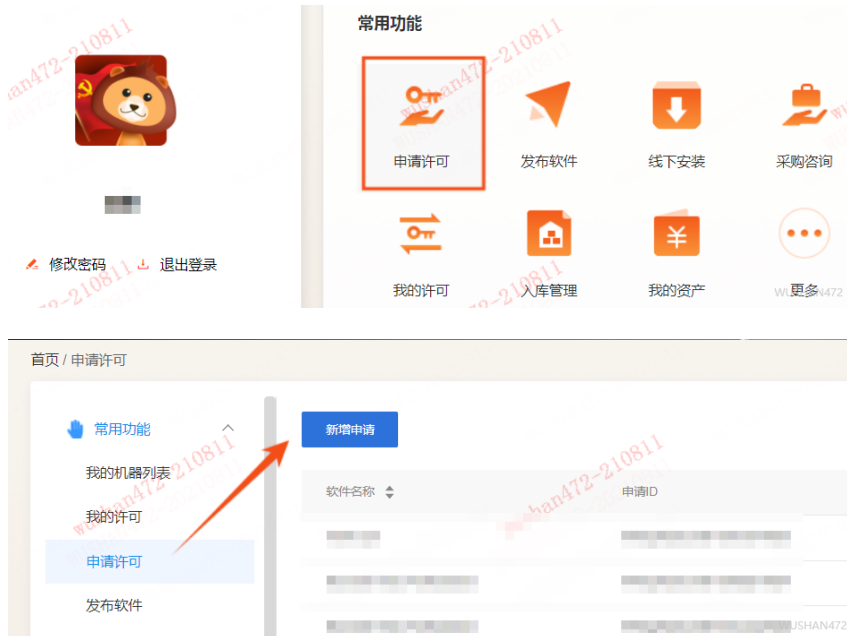 常用功能
申请许可
发布软件
线下安装
采购咨询
修改密码
退出登录
我的许可
入库管理
我的资产
更多
WUSHAN472
首页 / 申请许可
常用功能
新增申请
我的机器列表
软件名称
申请ID
我的许可
申请许可
发布软件
WUSHAN472
wushan472-210811